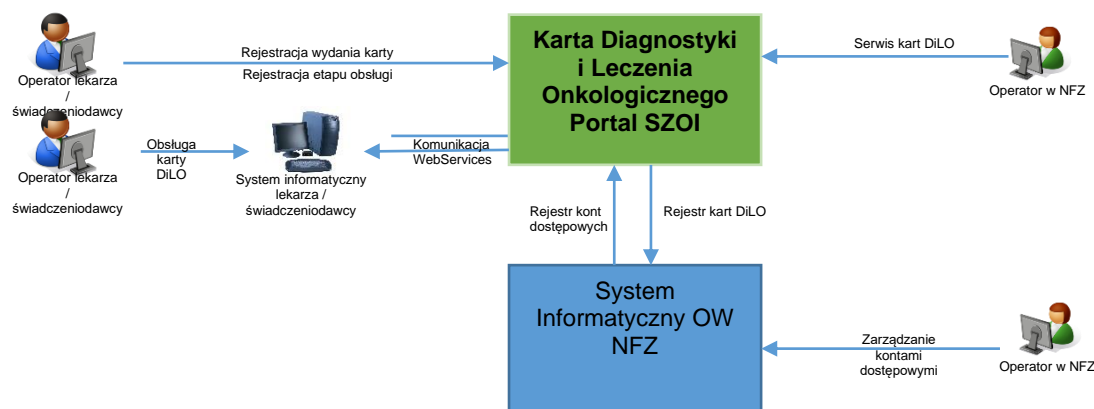 Karta Diagnostyki
i Leczenia
Onkologicznego
Portal SZOI
Rejestracja wydania karty
Rejestracja etapu obsługi
Serwis kart DiLO
Operator lekarza
/
świadczeniodawcy
Operator w NFZ
Obsługa
karty
DiLO
Komunikacja
WebServices
Operator lekarza
/
świadczeniodawcy
System informatyczny
lekarza /
świadczeniodawcy
Rejestr kont
dostępowych
Rejestr kart DiLO
System
Informatyczny OW
NFZ
Zarządzanie
kontami
dostępowymi
Operator w NFZ